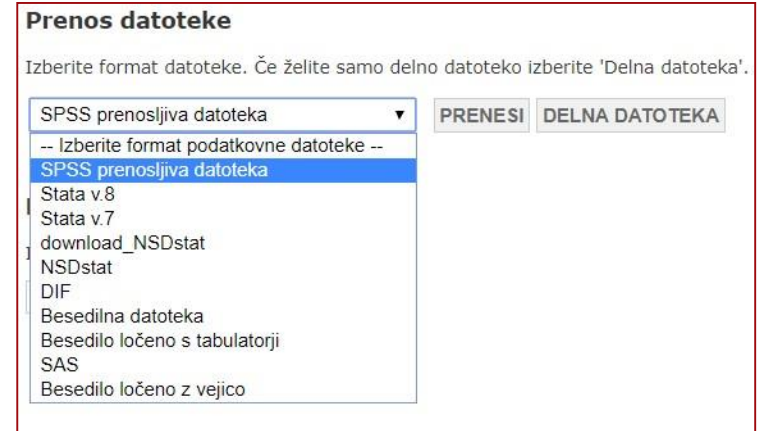 Prenos datoteke
Izberite format datoteke. Če želite samo delno datoteko izberite 'Delna datoteka'.
SPSS prenosljiva datoteka PRENESI DELNA DATOTEKA
-- Izberite format podatkovne datoteke --
SPSS prenosljiva datoteka
Stata v.8
Stata v.7
download_NSDstat
NSDstat
DIF
Besedilna datoteka
Besedilo ločeno s tabulatorji
SAS
Besedilo ločeno z vejico